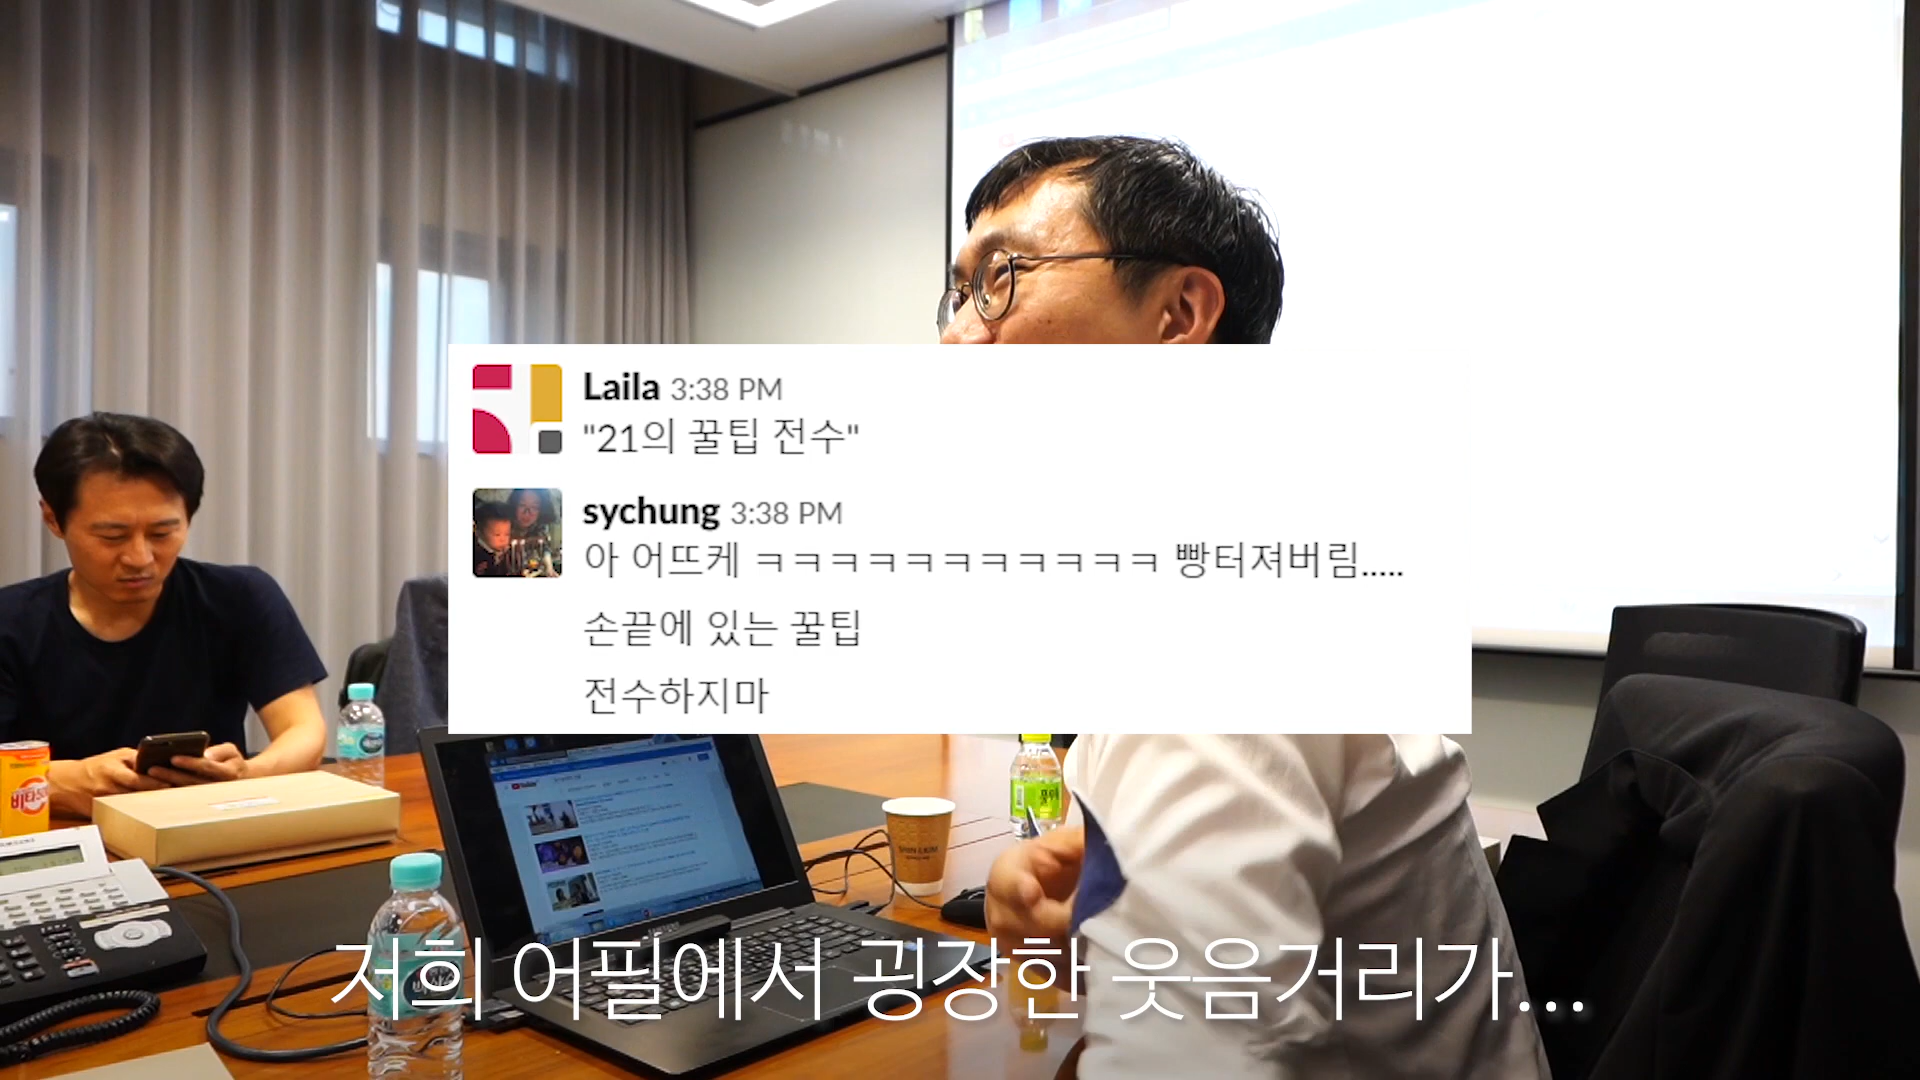 Laila 3:38 PM
"21의 꿀팁 전수"
sychung 3:38 PM
아 어뜨케 ㅋㅋㅋㅋㅋㅋㅋㅋㅋㅋㅋ 빵터져버림.....
손끝에 있는 꿀팁
전수하지마
YouTube
저희 어필에서 굉장한 웃음거리가...